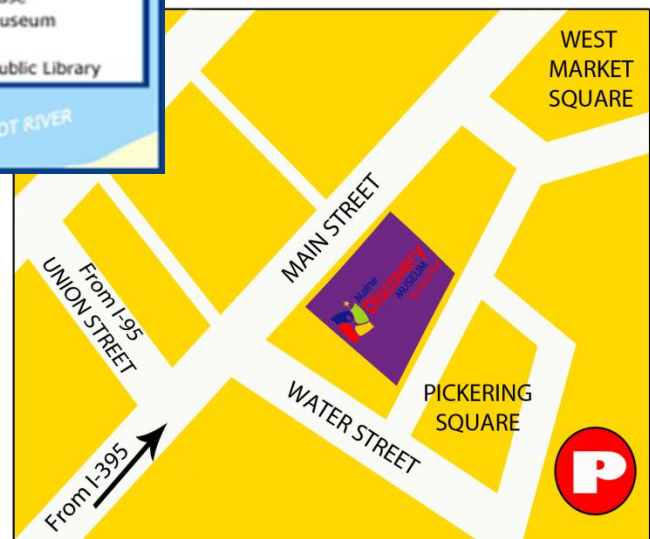 useum
ublic Library
OT RIVER
WEST
MARKET
SQUARE
MAIN STREET
Maine
Discovery
MUSEUM
From I-95
UNION STREET
WATER STREET
PICKERING
SQUARE
From I-395
P